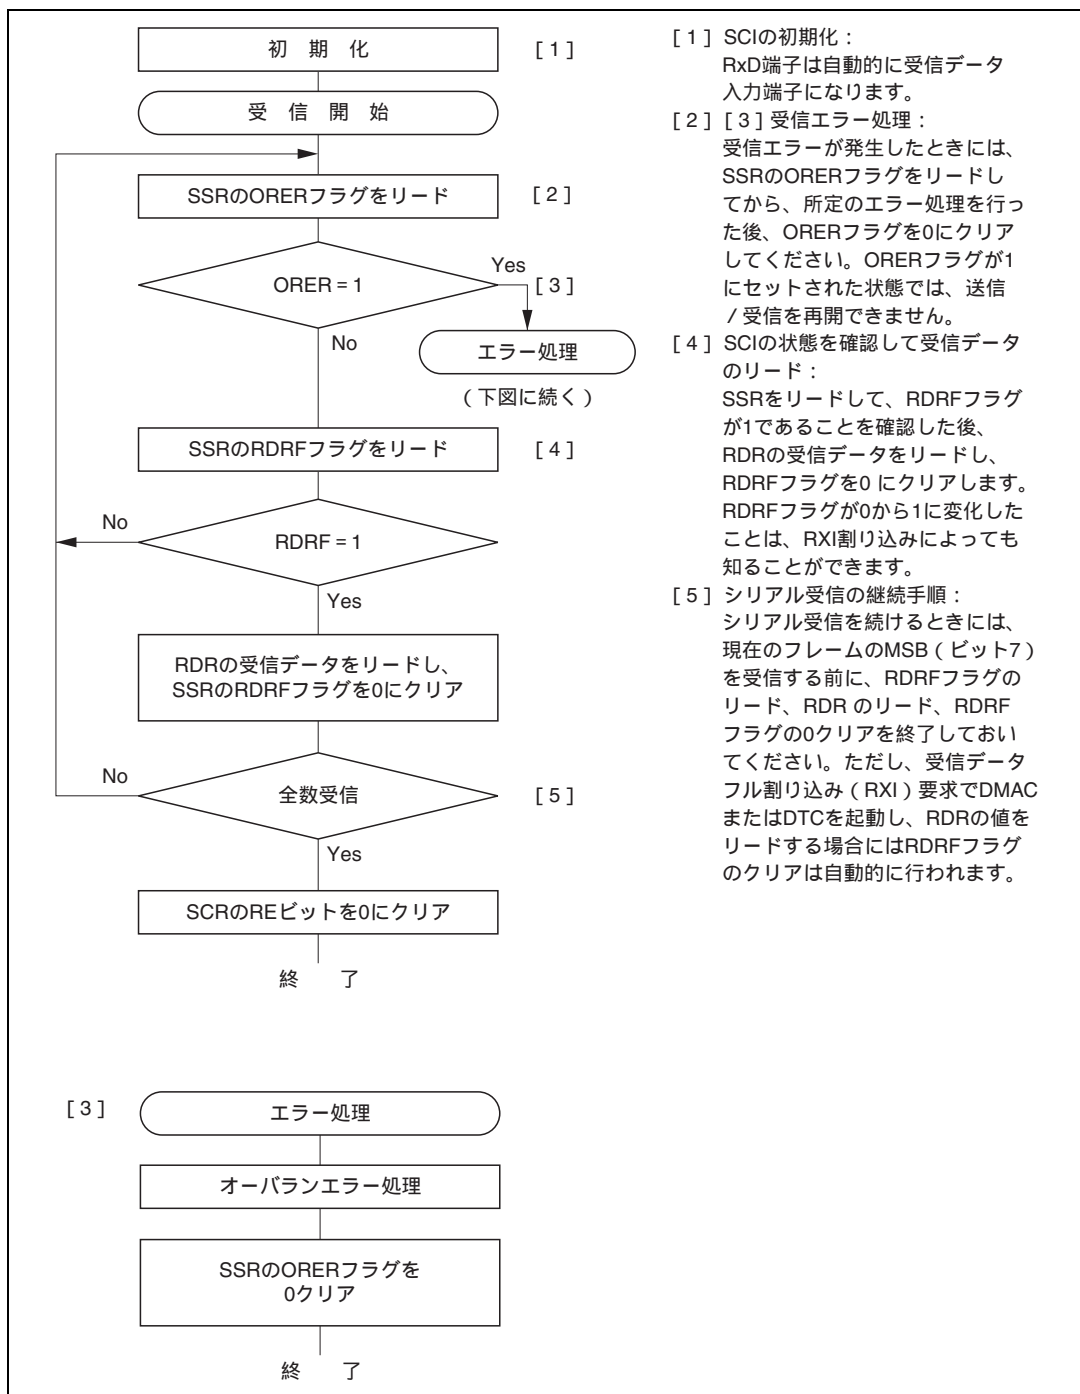 初 期 化 [1]
受 信 開 始
SSRのORERフラグをリード [2]
ORER = 1
Yes
[3]
No
エラー処理
(下図に続く)
SSRのRDRFフラグをリード [4]
No
RDRF = 1
Yes
RDRの受信データをリードし、
SSRのRDRFフラグを0にクリア
No
全数受信 [5]
Yes
SCRのREビットを0にクリア
終 了
[1] SCIの初期化:
RxD端子は自動的に受信データ
入力端子になります。
[2] [3] 受信エラー処理:
受信エラーが発生したときには、
SSRのORERフラグをリードし
てから、所定のエラー処理を行っ
た後、ORERフラグを0にクリア
してください。ORERフラグが1
にセットされた状態では、送信
/受信を再開できません。
[4] SCIの状態を確認して受信データ
のリード:
SSRをリードして、RDRFフラグ
が1であることを確認した後、
RDRの受信データをリードし、
RDRFフラグを0 にクリアします。
RDRFフラグが0から1に変化した
ことは、RXI割り込みによっても
知ることができます。
[5] シリアル受信の継続手順:
シリアル受信を続けるときには、
現在のフレームのMSB(ビット7)
を受信する前に、RDRFフラグの
リード、RDR のリード、RDRF
フラグの0クリアを終了しておい
てください。ただし、受信データ
フル割り込み(RXI)要求でDMAC
またはDTCを起動し、RDRの値を
リードする場合にはRDRFフラグ
のクリアは自動的に行われます。
[3] エラー処理
オーバランエラー処理
SSRのORERフラグを
0クリア
終 了